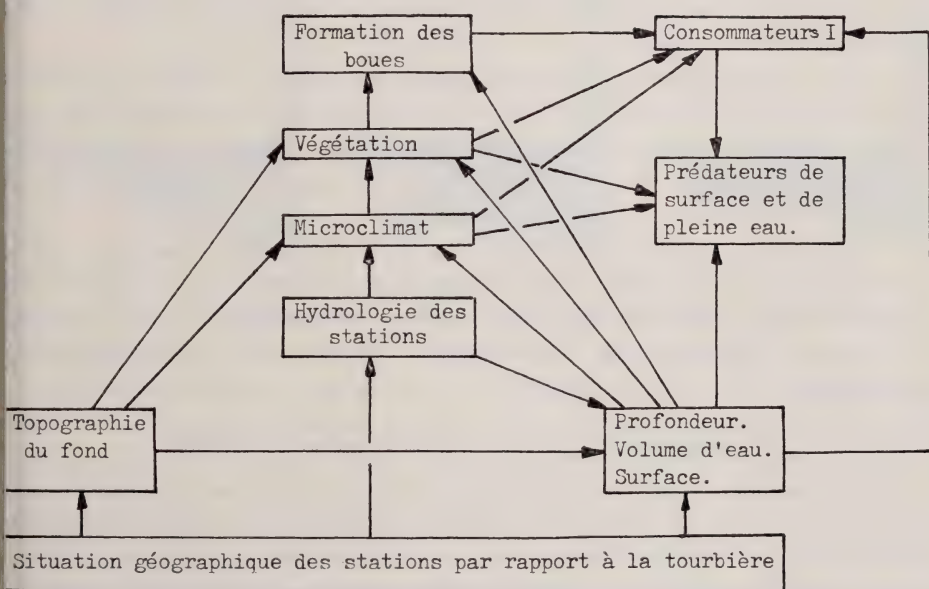 Formation des
boues
Consommateurs I
Végétation
Prédateurs de
surface et de
pleine eau.
Microclimat
Hydrologie des
stations
Topographie
du fond
Profondeur.
Volume d'eau.
Surface.
Situation géographique des stations par rapport à la tourbière